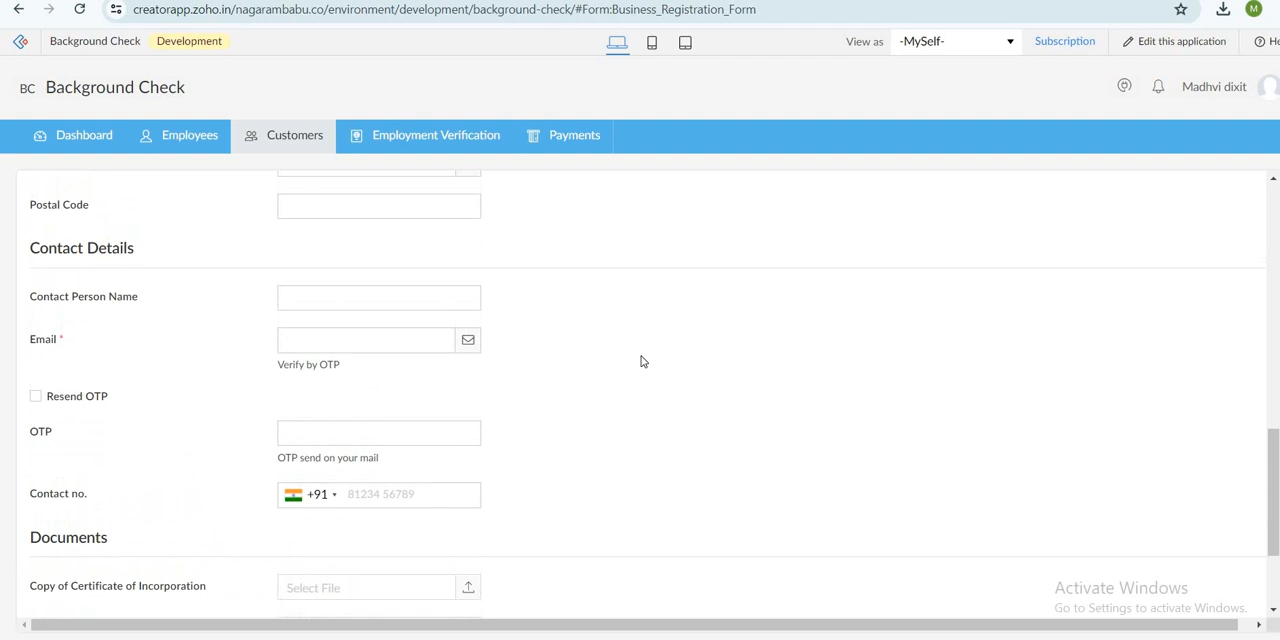 creatorapp.zoho.in/nagarambabu.co/environment/development/background-check/#Form:Business_Registration_Form
M
Background Check Development View as -MySelf- Subscription Edit this application He
BC Background Check Madhvi dixit
Dashboard Employees Customers Employment Verification Payments
Postal Code
Contact Details
Contact Person Name
Email *
Verify by OTP
Resend OTP
OTP
OTP send on your mail
Contact no. +91 81234 56789
Documents
Copy of Certificate of Incorporation Select File
Activate Windows
Go to Settings to activate Windows.